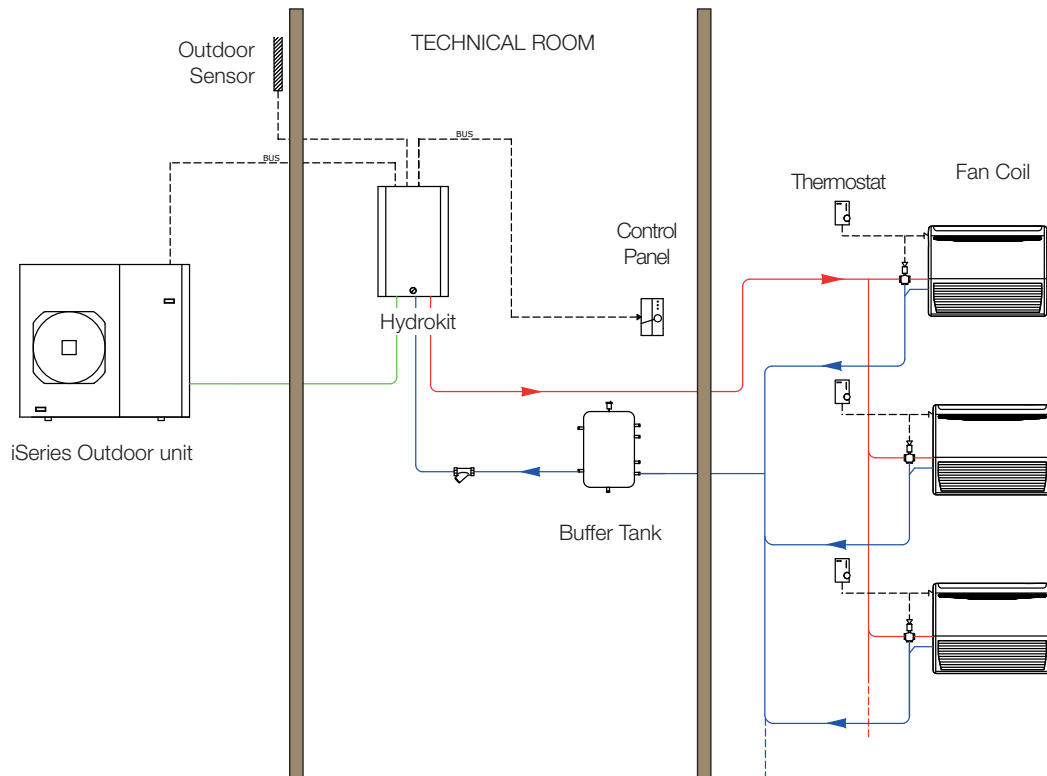 TECHNICAL ROOM
Outdoor
Sensor
BUS
BUS
Thermostat
Fan Coil
Control
Panel
Hydrokit
iSeries Outdoor unit
Buffer Tank